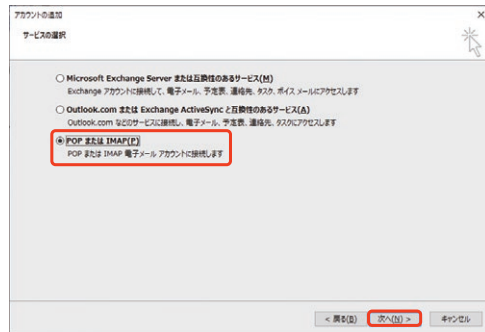 アカウントの追加
サービスの選択
Microsoft Exchange Server または互換性のあるサービス(M)
Exchange アカウントに接続して、電子メール、予定表、連絡先、タスク、ボイス メールにアクセスします
Outlook.com または Exchange ActiveSync と互換性のあるサービス(A)
Outlook.com などのサービスに接続し、電子メール、予定表、連絡先、タスクにアクセスします
POP または IMAP(P)
POP または IMAP 電子メール アカウントに接続します
< 戻る(B) 次へ(N) > キャンセル